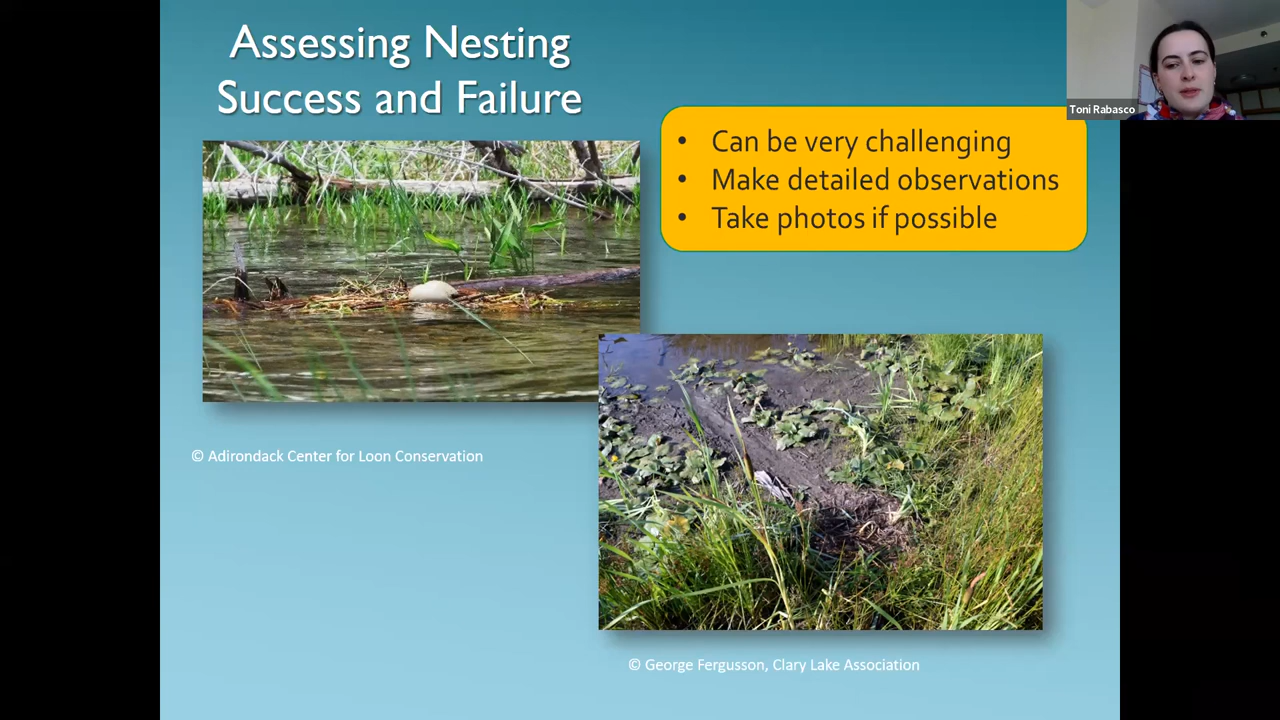 Assessing Nesting
Success and Failure
Toni Rabasco
• Can be very challenging
• Make detailed observations
• Take photos if possible
© Adirondack Center for Loon Conservation
© George Fergusson, Clary Lake Association